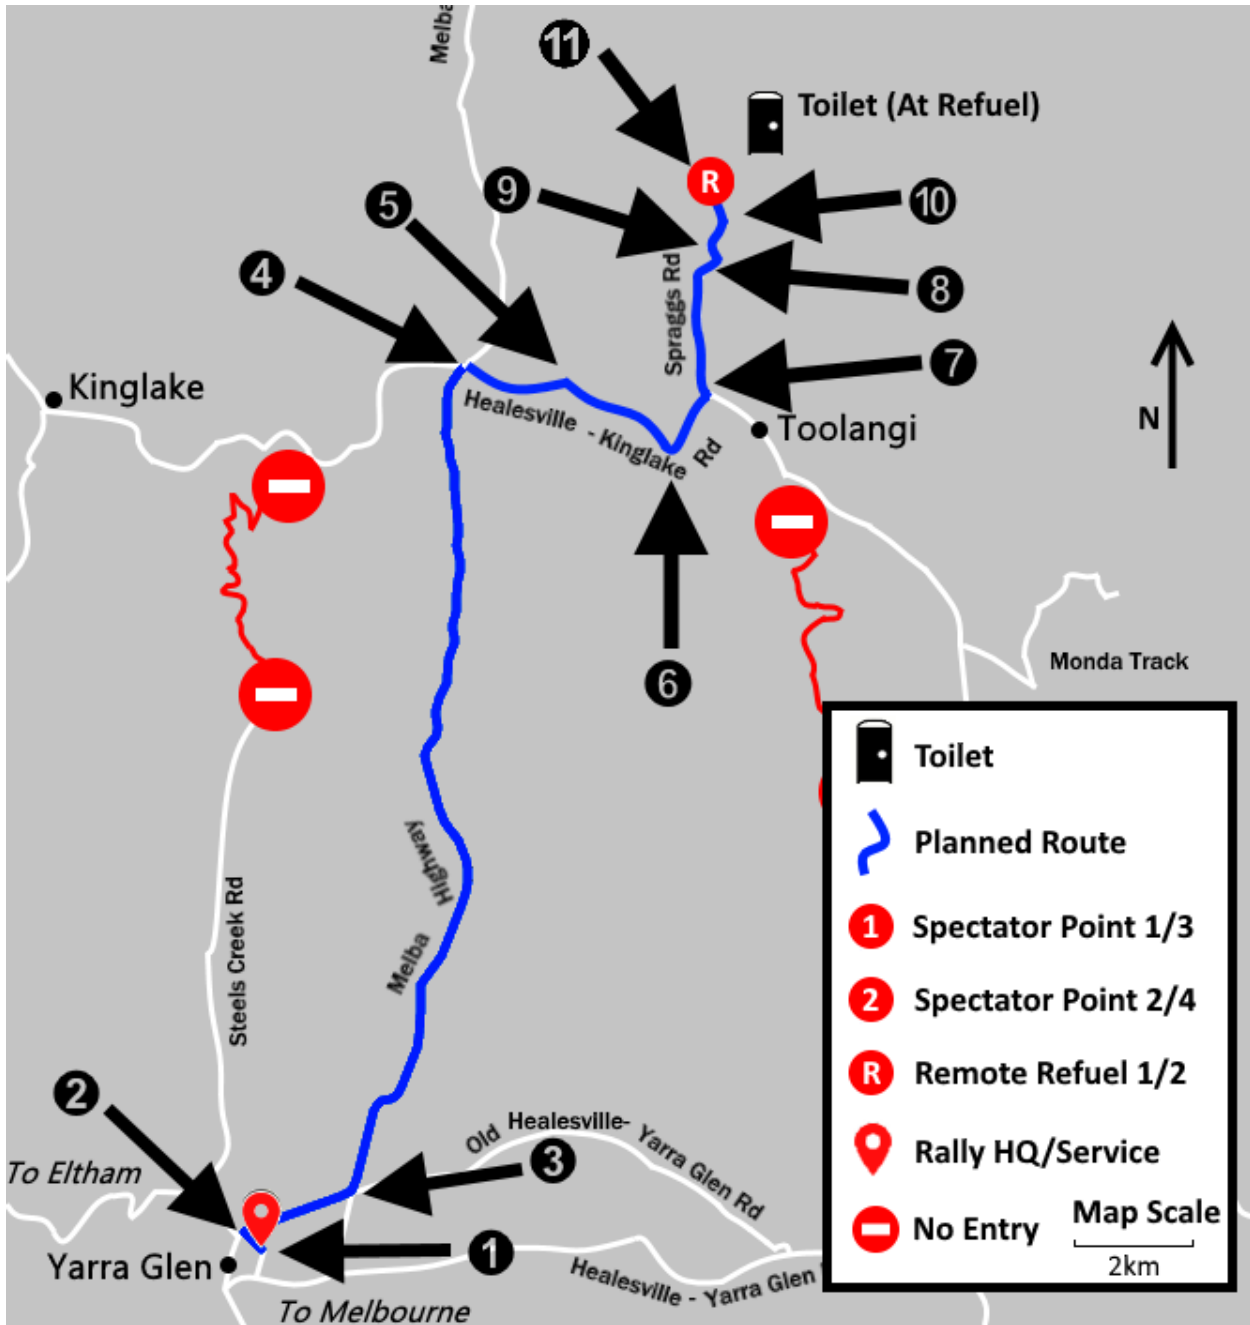 Melba
11
Toilet (At Refuel)
R
9
10
5
4
Spraggs Rd
8
7
Kinglake
Healesville - Kinglake Rd
Toolangi
N
6
Monda Track
Toilet
Planned Route
1 Spectator Point 1/3
2 Spectator Point 2/4
R Remote Refuel 1/2
Rally HQ/Service
No Entry
Map Scale
2km
Melba Highway
Steels Creek Rd
2
Old Healesville- Yarra Glen Rd
3
To Eltham
1
Yarra Glen
Healesville - Yarra Glen
To Melbourne